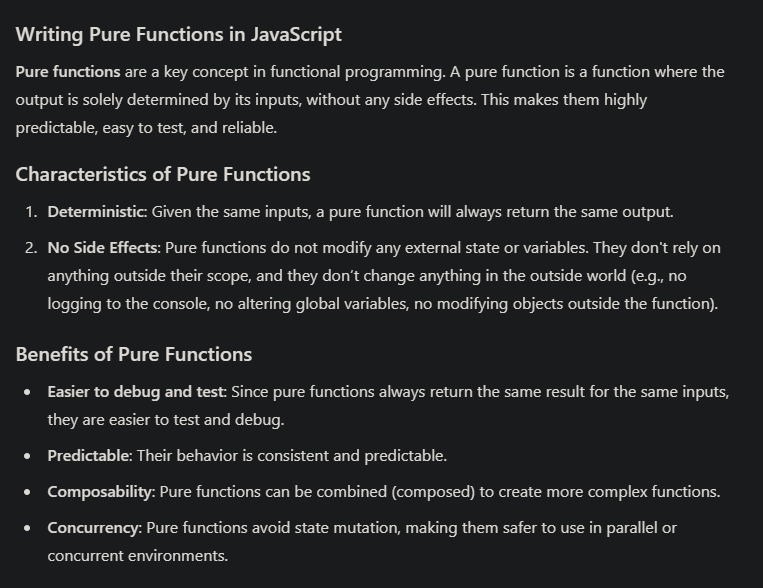 Writing Pure Functions in JavaScript
Pure functions are a key concept in functional programming. A pure function is a function where the
output is solely determined by its inputs, without any side effects. This makes them highly
predictable, easy to test, and reliable.
Characteristics of Pure Functions
1. Deterministic: Given the same inputs, a pure function will always return the same output.
2. No Side Effects: Pure functions do not modify any external state or variables. They don't rely on
anything outside their scope, and they don't change anything in the outside world (e.g., no
logging to the console, no altering global variables, no modifying objects outside the function).
Benefits of Pure Functions
• Easier to debug and test: Since pure functions always return the same result for the same inputs,
they are easier to test and debug.
• Predictable: Their behavior is consistent and predictable.
• Composability: Pure functions can be combined (composed) to create more complex functions.
• Concurrency: Pure functions avoid state mutation, making them safer to use in parallel or
concurrent environments.